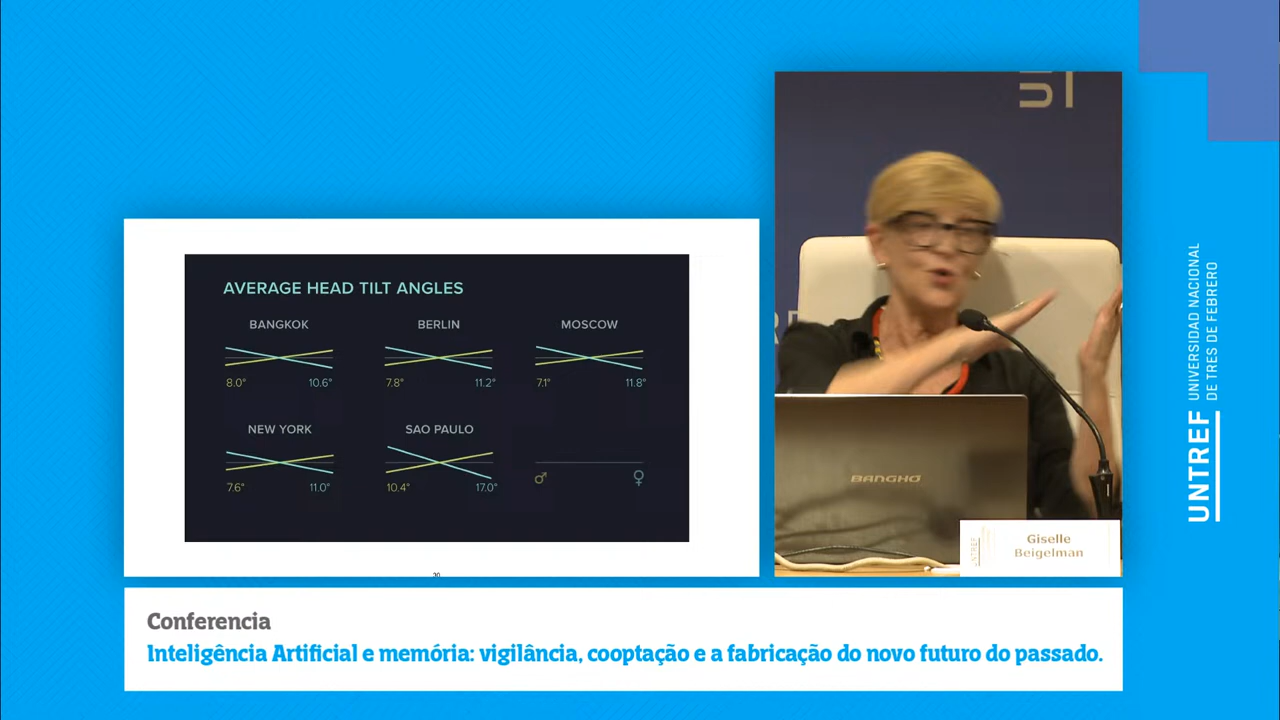 AVERAGE HEAD TILT ANGLES
BANGKOK BERLIN MOSCOW
8.0° 10.6° 7.8° 11.2° 7.1° 11.8°
NEW YORK SAO PAULO
7.6° 11.0° 10.4° 17.0°
♂ ♀
BANGHO
Giselle
Beigelman
Conferencia
Inteligência Artificial e memória: vigilância, cooptação e a fabricação do novo futuro do passado.
UNTREF
UNIVERSIDAD NACIONAL
DE TRES DE FEBRERO